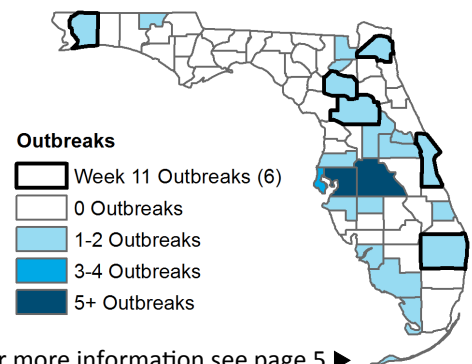 Outbreaks
Week 11 Outbreaks (6)
0 Outbreaks
1-2 Outbreaks
3-4 Outbreaks
5+ Outbreaks
r more information see page 5 ▶